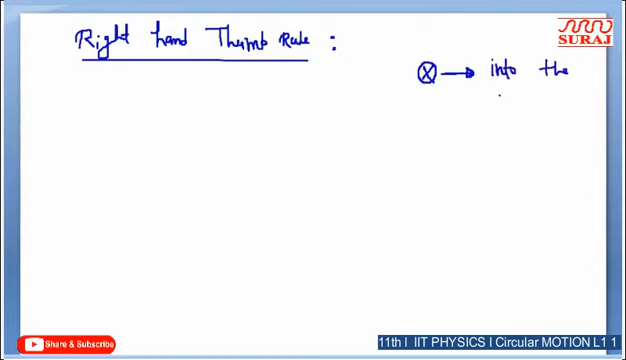 Right hand Thumb Rule :
SURAJ
⊗ → into the
Share & Subscribe
11th I IIT PHYSICS I Circular MOTION L1 1